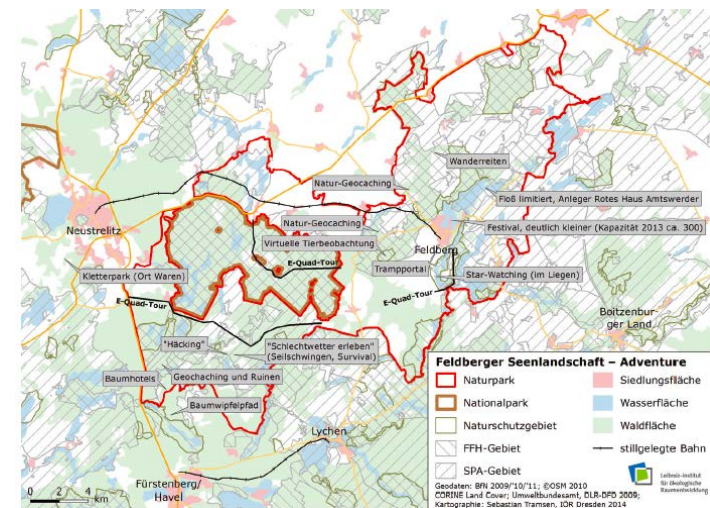 Wanderreiten
Natur-Geocaching
Floß limitiert, Anleger Rotes Haus Amtswerder
Natur-Geocaching
Festival, deutlich kleiner (Kapazität 2013 ca. 300)
Neustrelitz
Virtuelle Tierbeobachtung
Feldberg
Kletterpark (Ort Waren)
E-Quad-Tour
Trampportal
Star-Watching (im Liegen)
E-Quad-Tour
E-Quad-Tour
Boitzenbur-
ger Land
"Häcking"
"Schlechtwetter erleben"
(Seilschwingen, Survival)
Baumhotels
Geochaching und Ruinen
Baumwipfelpfad
Lychen
Fürstenberg/
Havel
0 2 4 km
Feldberger Seenlandschaft – Adventure
Naturpark
Nationalpark
Naturschutzgebiet
FFH-Gebiet
SPA-Gebiet
Siedlungsfläche
Wasserfläche
Waldfläche
stillgelegte Bahn
Geodaten: BfN 2009/'10/'11; ©OSM 2010
CORINE Land Cover; Umweltbundesamt, DLR-DFD 2009;
Kartographie: Sebastian Tramsen, IÖR Dresden 2014
Leibniz-Institut
für ökologische
Raumentwicklung